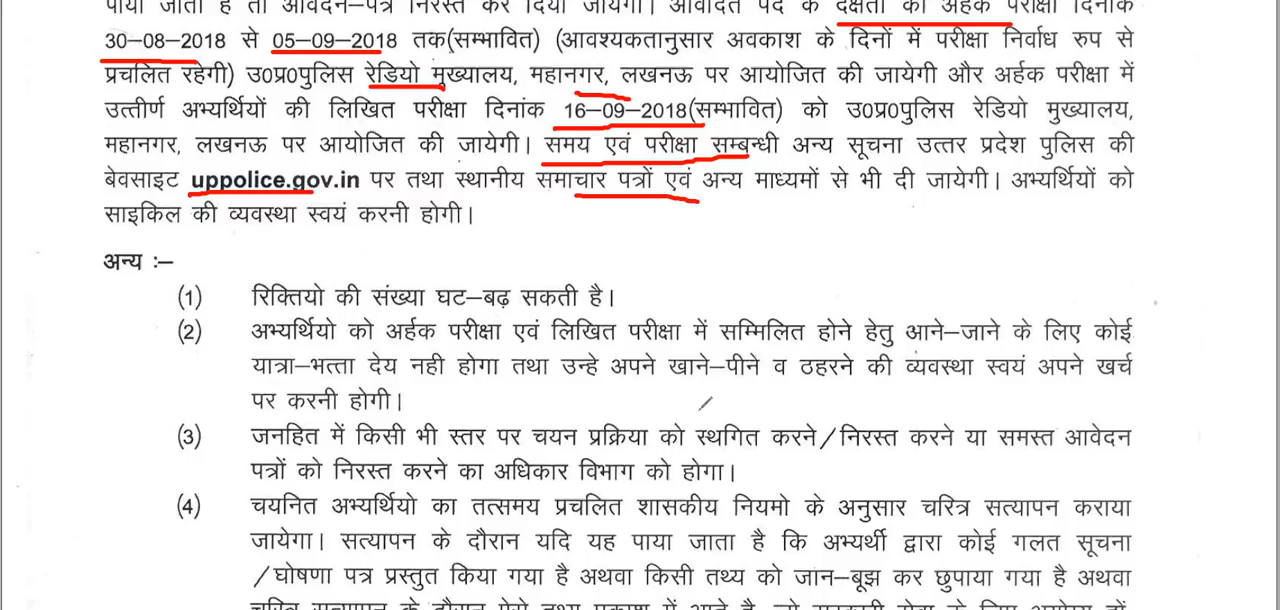 पाया जाता है तो आवेदन–पत्र निरस्त कर दिया जायेगा। आवेदित पद के दक्षता की अर्हक परीक्षा दिनांक
30–08–2018 से 05–09–2018 तक(सम्भावित) (आवश्यकतानुसार अवकाश के दिनों में परीक्षा निर्वाध रुप से
प्रचलित रहेगी) उ0प्र0पुलिस रेडियो मुख्यालय, महानगर, लखनऊ पर आयोजित की जायेगी और अर्हक परीक्षा में
उत्तीर्ण अभ्यर्थियों की लिखित परीक्षा दिनांक 16–09–2018(सम्भावित) को उ0प्र0पुलिस रेडियो मुख्यालय,
महानगर, लखनऊ पर आयोजित की जायेगी। समय एवं परीक्षा सम्बन्धी अन्य सूचना उत्तर प्रदेश पुलिस की
बेवसाइट uppolice.gov.in पर तथा स्थानीय समाचार पत्रों एवं अन्य माध्यमों से भी दी जायेगी। अभ्यर्थियों को
साइकिल की व्यवस्था स्वयं करनी होगी।
अन्य :–
(1) रिक्तियो की संख्या घट–बढ़ सकती है।
(2) अभ्यर्थियो को अर्हक परीक्षा एवं लिखित परीक्षा में सम्मिलित होने हेतु आने–जाने के लिए कोई
यात्रा–भत्ता देय नही होगा तथा उन्हे अपने खाने–पीने व ठहरने की व्यवस्था स्वयं अपने खर्च
पर करनी होगी।
(3) जनहित में किसी भी स्तर पर चयन प्रक्रिया को स्थगित करने/निरस्त करने या समस्त आवेदन
पत्रों को निरस्त करने का अधिकार विभाग को होगा।
(4) चयनित अभ्यर्थियो का तत्समय प्रचलित शासकीय नियमो के अनुसार चरित्र सत्यापन कराया
जायेगा। सत्यापन के दौरान यदि यह पाया जाता है कि अभ्यर्थी द्वारा कोई गलत सूचना
/घोषणा पत्र प्रस्तुत किया गया है अथवा किसी तथ्य को जान–बूझ कर छुपाया गया है अथवा
चरित्र सत्यापन के दौरान ऐसे तथ्य प्रकाश में आते है, जो सरकारी सेवा के लिए